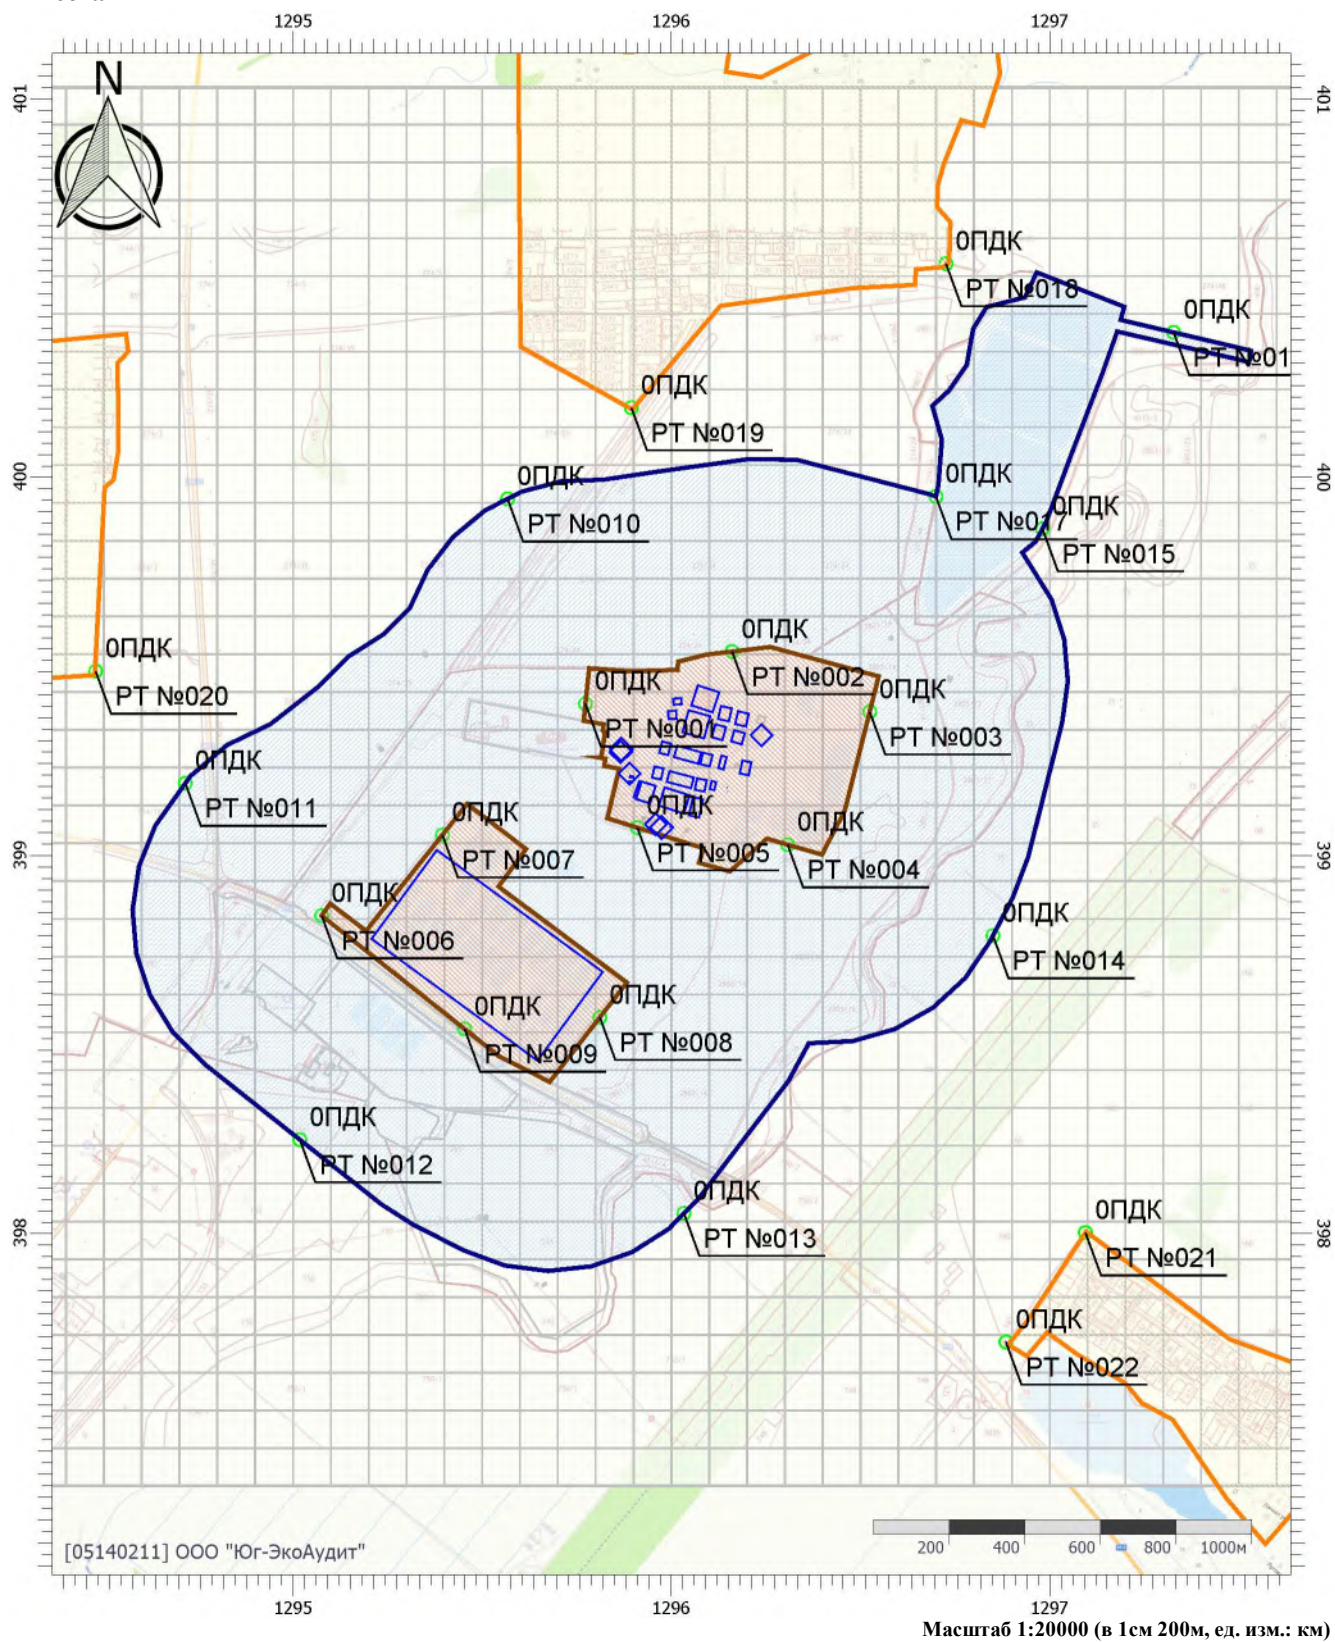 1295 1296 1297
401 401
N
0ПДК
РТ №018
0ПДК
РТ №01
0ПДК
РТ №019
400 400
0ПДК
РТ №010
0ПДК
РТ №017
0ПДК
РТ №015
0ПДК
РТ №002
0ПДК
РТ №020
0ПДК
РТ №001
0ПДК
РТ №003
0ПДК
РТ №011
0ПДК
РТ №005
0ПДК
РТ №007
0ПДК
РТ №004
399 399
0ПДК
РТ №006
0ПДК
РТ №014
0ПДК
РТ №008
0ПДК
РТ №009
0ПДК
РТ №012
0ПДК
РТ №013
398 398
0ПДК
РТ №021
0ПДК
РТ №022
200 400 600 800 1000м
[05140211] ООО "Юг-ЭкоАудит"
1295 1296 1297
Масштаб 1:20000 (в 1см 200м, ед. изм.: км)